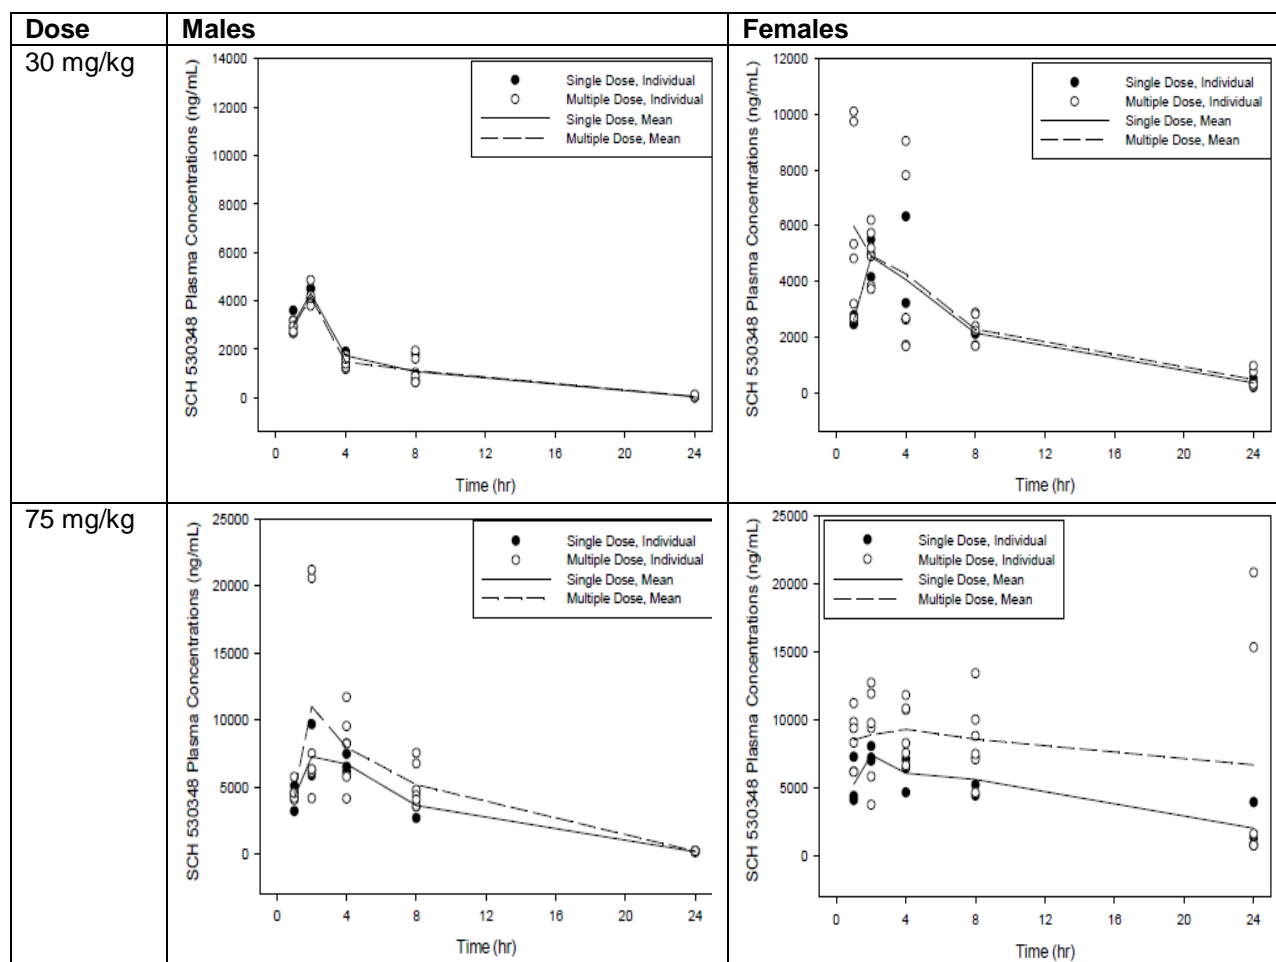 Dose Males Females
30 mg/kg
14000
12000
10000
8000
6000
4000
2000
0
SCH 530348 Plasma Concentrations (ng/mL)
Single Dose, Individual
Multiple Dose, Individual
Single Dose, Mean
Multiple Dose, Mean
0 4 8 12 16 20 24
Time (hr)
12000
10000
8000
6000
4000
2000
0
SCH 530348 Plasma Concentrations (ng/mL)
Single Dose, Individual
Multiple Dose, Individual
Single Dose, Mean
Multiple Dose, Mean
0 4 8 12 16 20 24
Time (hr)
75 mg/kg
25000
20000
15000
10000
5000
0
SCH 530348 Plasma Concentrations (ng/mL)
Single Dose, Individual
Multiple Dose, Individual
Single Dose, Mean
Multiple Dose, Mean
0 4 8 12 16 20 24
Time (hr)
25000
20000
15000
10000
5000
0
SCH 530348 Plasma Concentrations (ng/mL)
Single Dose, Individual
Multiple Dose, Individual
Single Dose, Mean
Multiple Dose, Mean
0 4 8 12 16 20 24
Time (hr)